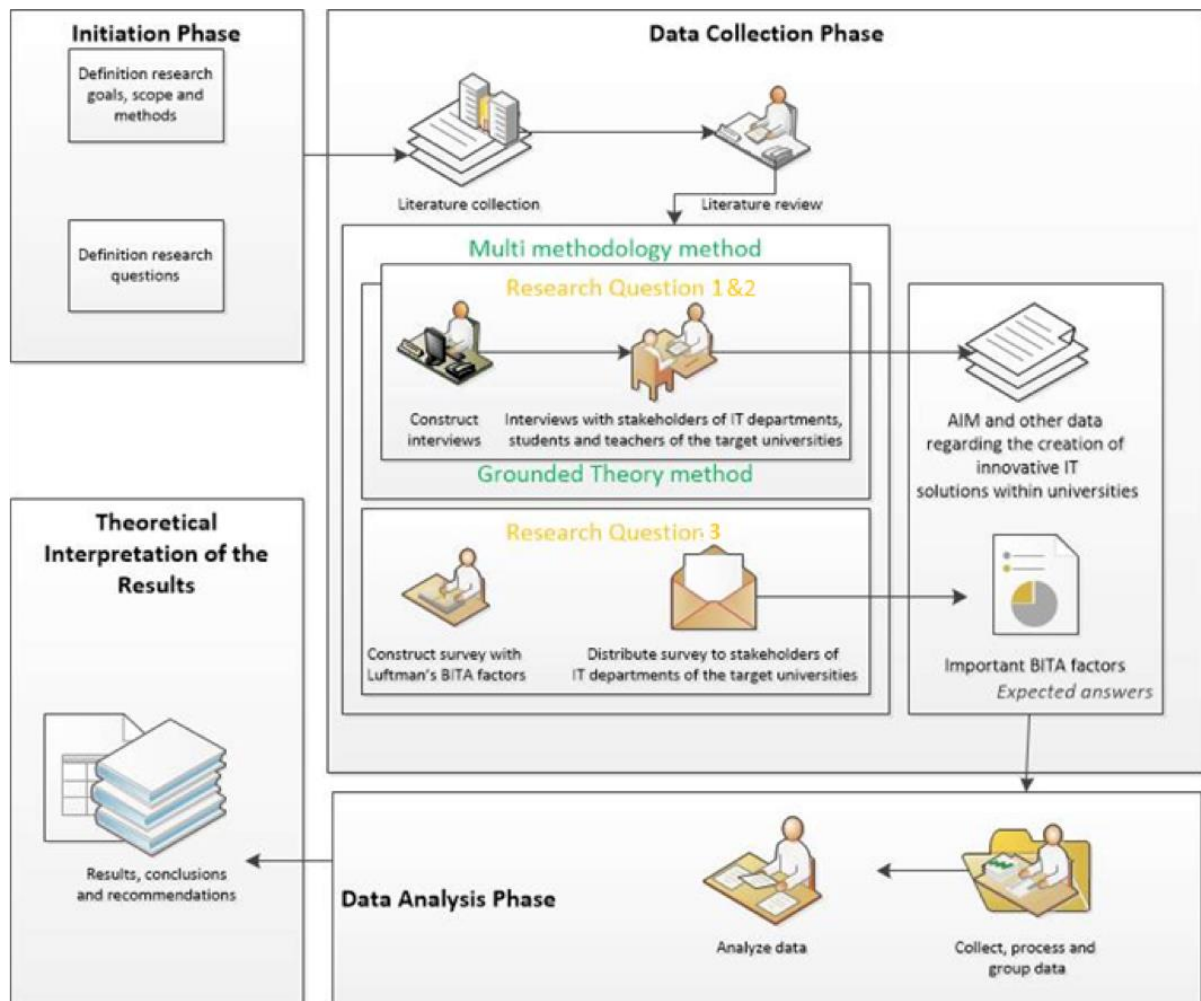 Initiation Phase
Definition research
goals, scope and
methods
Definition research
questions
Data Collection Phase
Literature collection
Literature review
Multi methodology method
Research Question 1 &2
Construct
interviews
Interviews with stakeholders of IT departments,
students and teachers of the target universities
Grounded Theory method
Research Question 3
Construct survey with
Luftman's BITA factors
Distribute survey to stakeholders of
IT departments of the target universities
AIM and other data
regarding the creation of
innovative IT
solutions within universities
Important BITA factors
Expected answers
Data Analysis Phase
Analyze data
Collect, process and
group data
Theoretical
Interpretation of the
Results
Results, conclusions
and recommendations